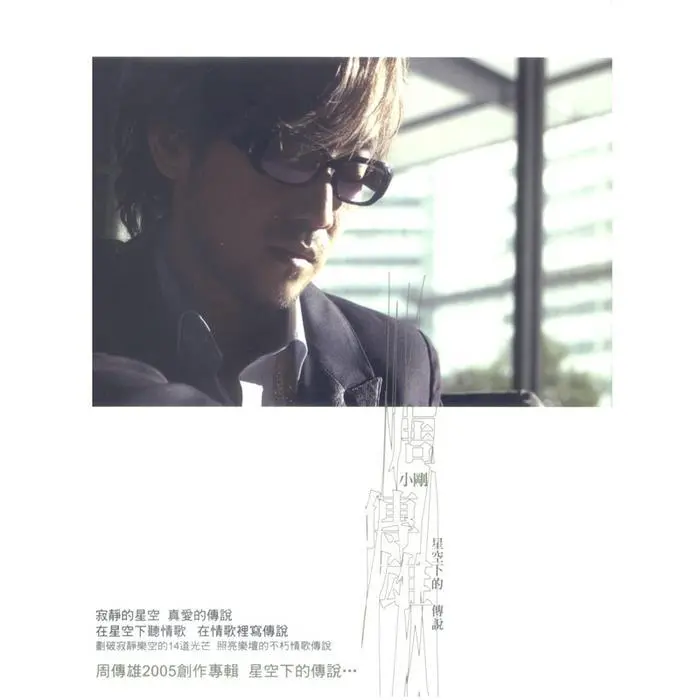 周
小剛
傳雄
星空下的 傳說
寂靜的星空 真愛的傳說
在星空下聽情歌 在情歌裡寫傳說
劃破寂靜樂空的14道光芒 照亮樂壇的不朽情歌傳說
周傳雄2005創作專輯 星空下的傳說…